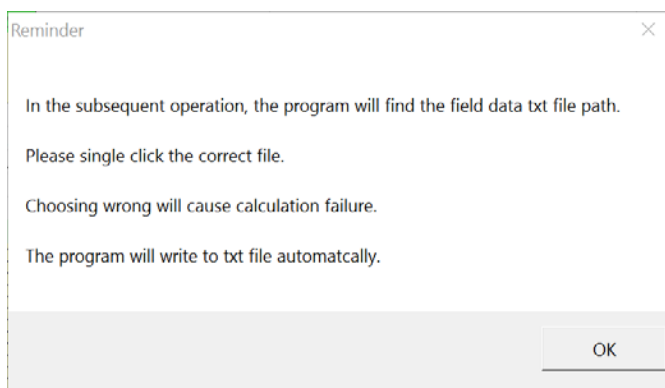 Reminder
In the subsequent operation, the program will find the field data txt file path.
Please single click the correct file.
Choosing wrong will cause calculation failure.
The program will write to txt file automatcally.
OK